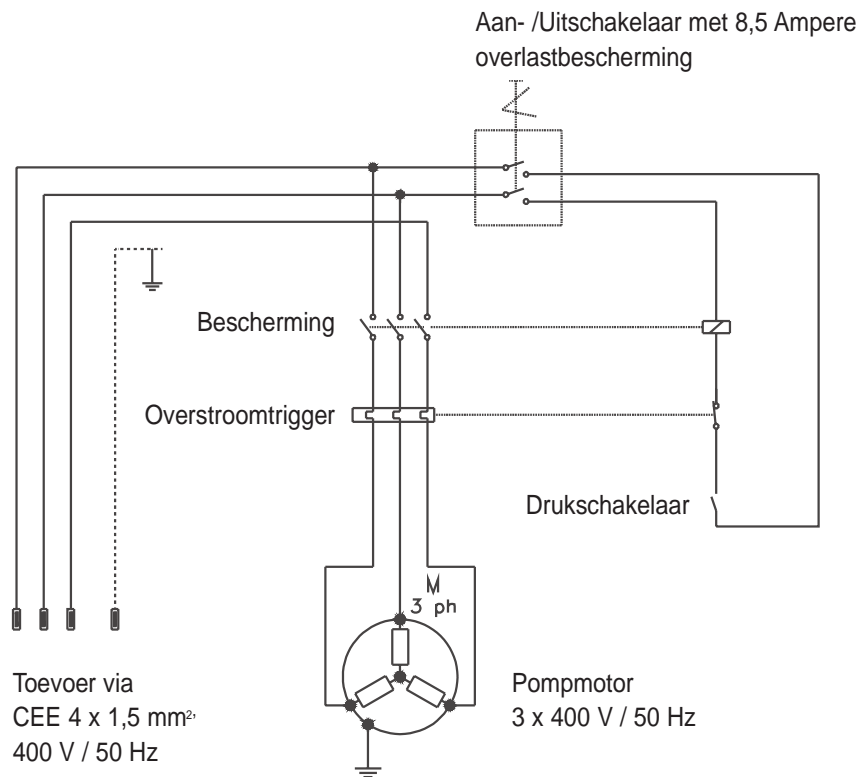 Aan- /Uitschakelaar met 8,5 Ampere
overlastbescherming
Bescherming
Overstroomtrigger
Drukschakelaar
M
3 ph
Toevoer via
CEE 4 x 1,5 mm²,
400 V / 50 Hz
Pompmotor
3 x 400 V / 50 Hz